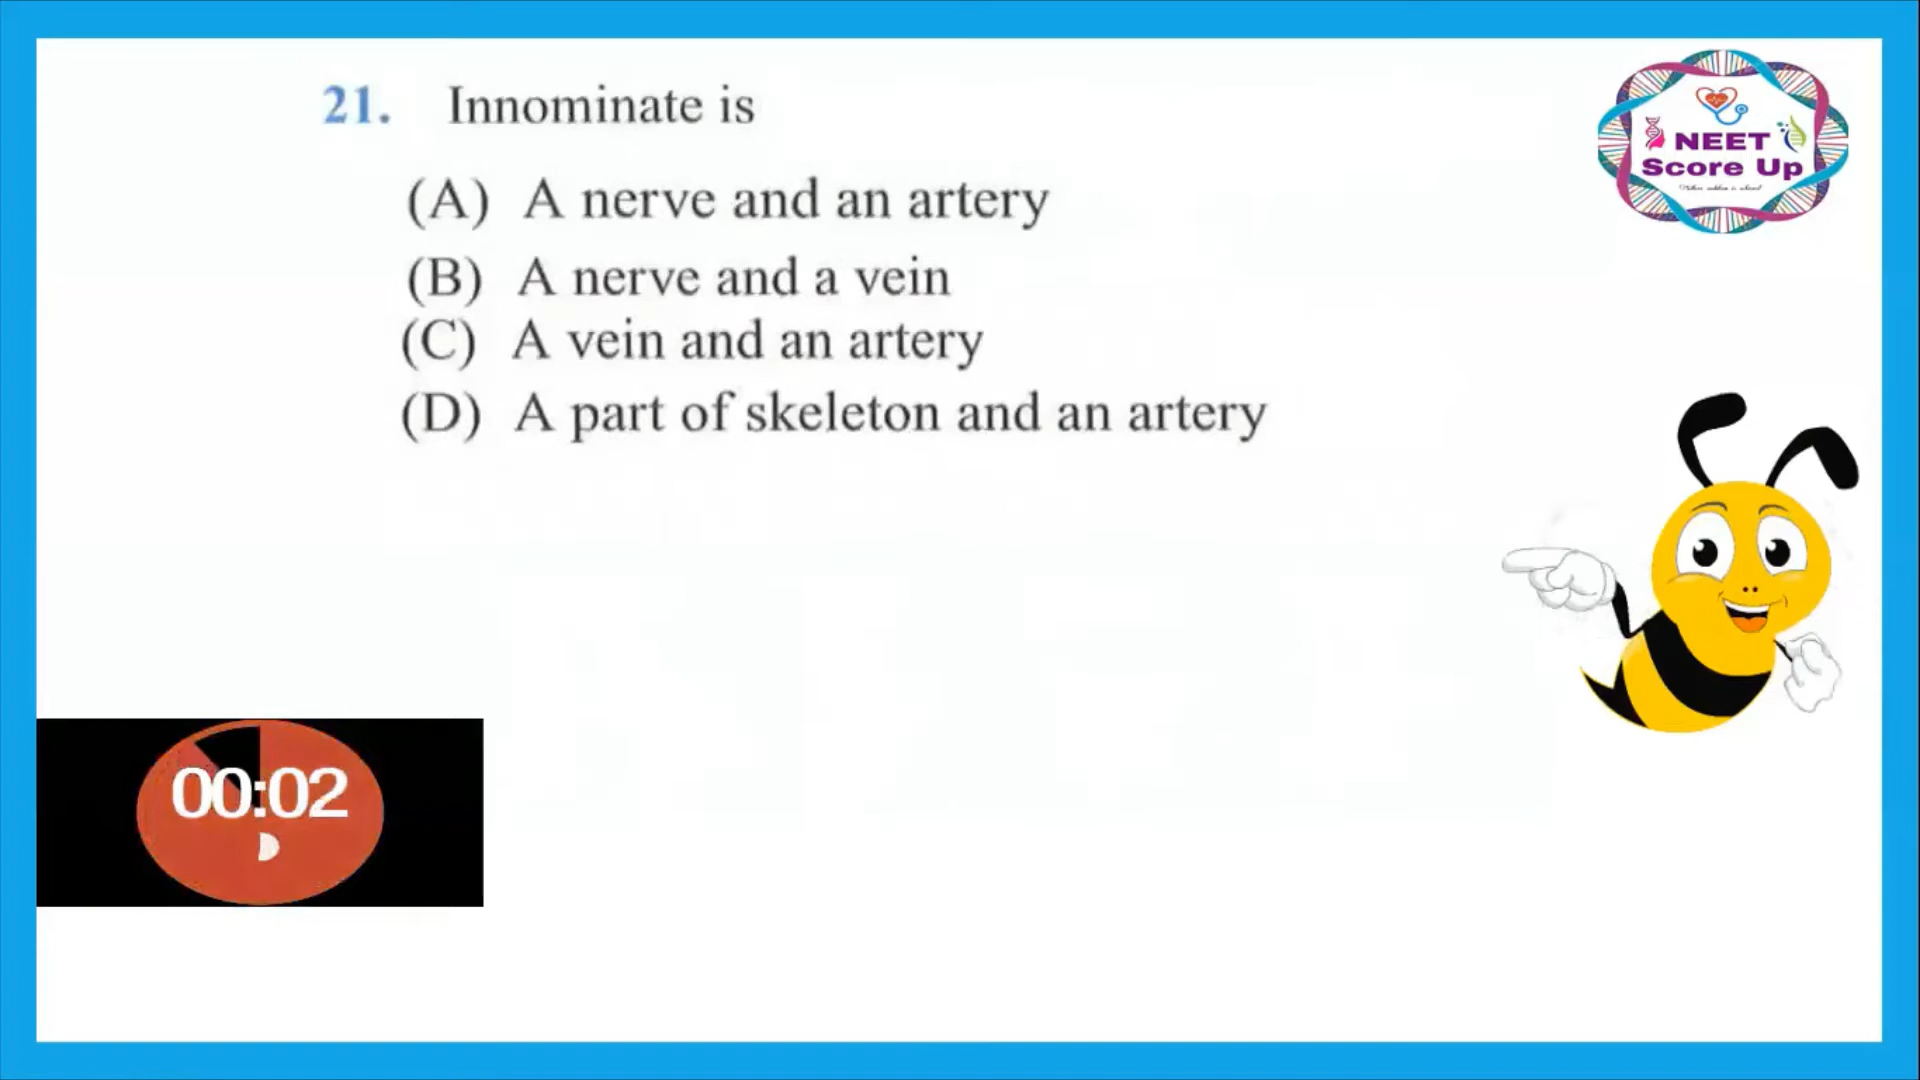 21. Innominate is
(A) A nerve and an artery
(B) A nerve and a vein
(C) A vein and an artery
(D) A part of skeleton and an artery
NEET
Score Up
00:02